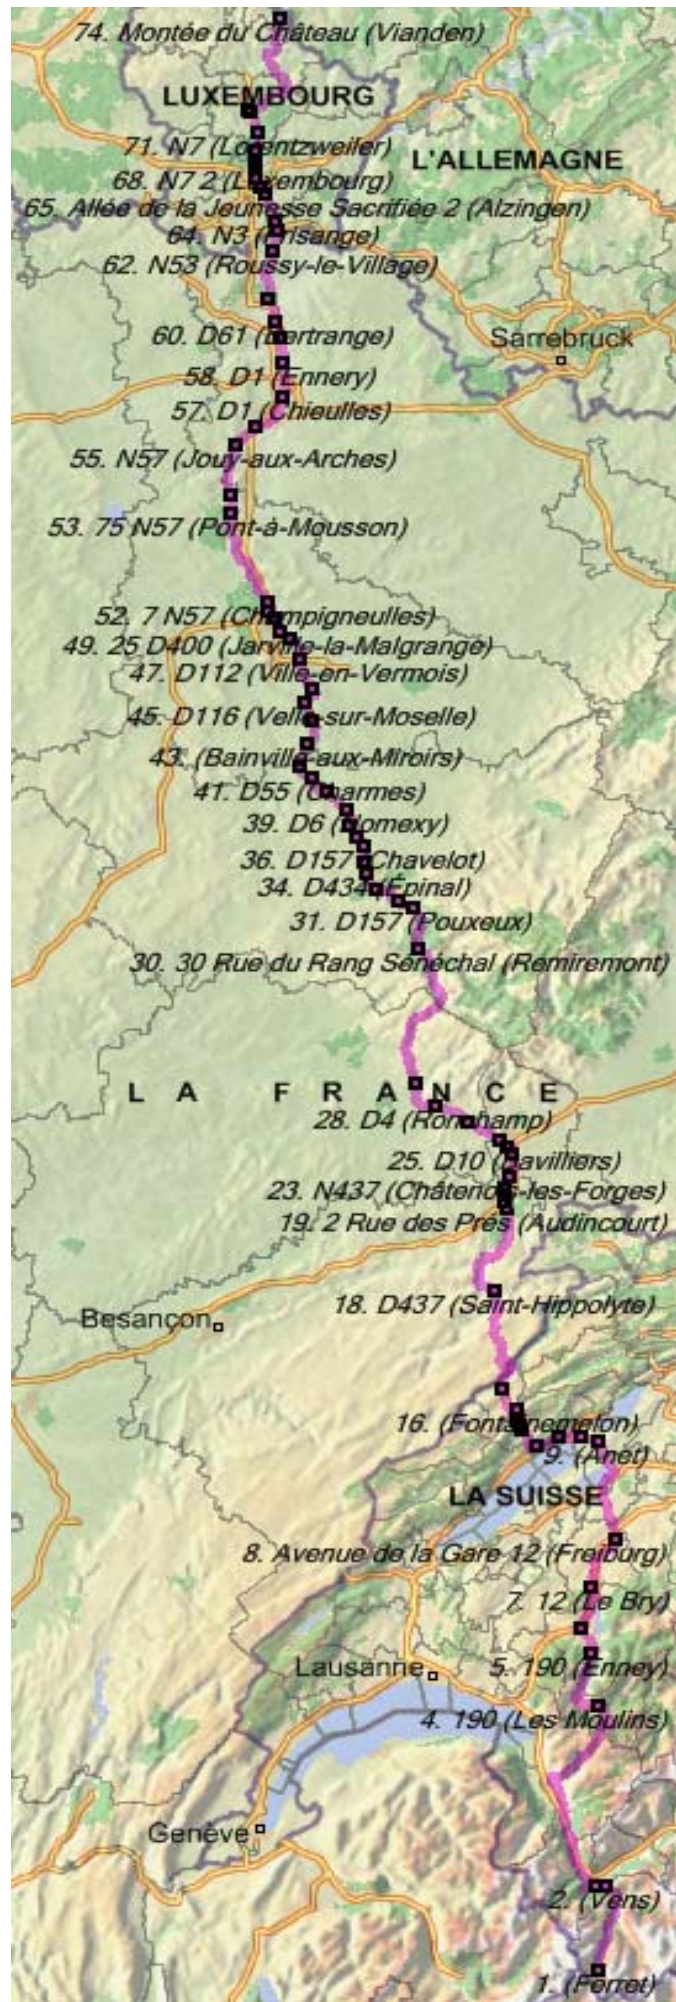 74. Montée du Château (Vianden)
LUXEMBOURG
71. N7 (Lorentzweiler)
L'ALLEMAGNE
68. N7 2 (Luxembourg)
65. Allée de la Jeunesse Sacrifiée 2 (Alzingen)
64. N3 (Frisange)
62. N53 (Roussy-le-Village)
60. D61 (Bertrange)
Sarrebruck
58. D1 (Ennery)
57. D1 (Chieulles)
55. N57 (Jouy-aux-Arches)
53. 75 N57 (Pont-à-Mousson)
52. 7 N57 (Champigneulles)
49. 25 D400 (Jarville-la-Malgrange)
47. D112 (Ville-en-Vermois)
45. D116 (Velle-sur-Moselle)
43. (Bainville-aux-Miroirs)
41. D55 (Charmes)
39. D6 (Nomexy)
36. D157 (Chavelot)
34. D434 (Épinal)
31. D157 (Pouxeux)
30. 30 Rue du Rang Sénéchal (Remiremont)
LA FRANCE
28. D4 (Ronchamp)
25. D10 (Bavilliers)
23. N437 (Châtenois-les-Forges)
19. 2 Rue des Prés (Audincourt)
18. D437 (Saint-Hippolyte)
Besançon
16. (Fontainemelon)
9. (Anet)
LA SUISSE
8. Avenue de la Gare 12 (Freiburg)
7. 12 (Le Bry)
5. 190 (Enney)
Lausanne
4. 190 (Les Moulins)
Genève
2. (Vens)
1. (Ferret)